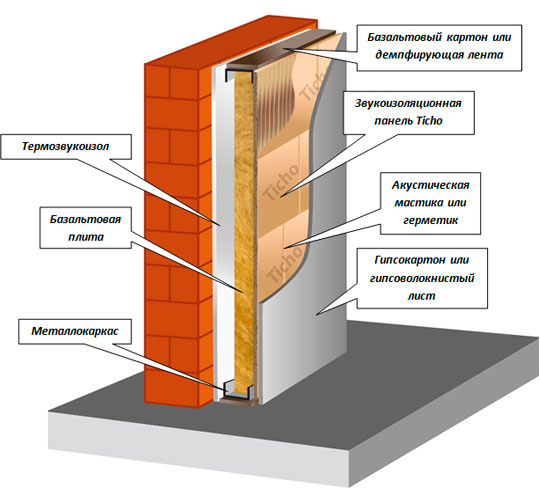 Базальтовый картон или
демпфирующая лента
Звукоизоляционная
панель Ticho
Термозвукоизол
Акустическая
мастика или
герметик
Базальтовая
плита
Гипсокартон или
гипсоволокнистый
лист
Металлокаркас
Ticho
Ticho
Ticho